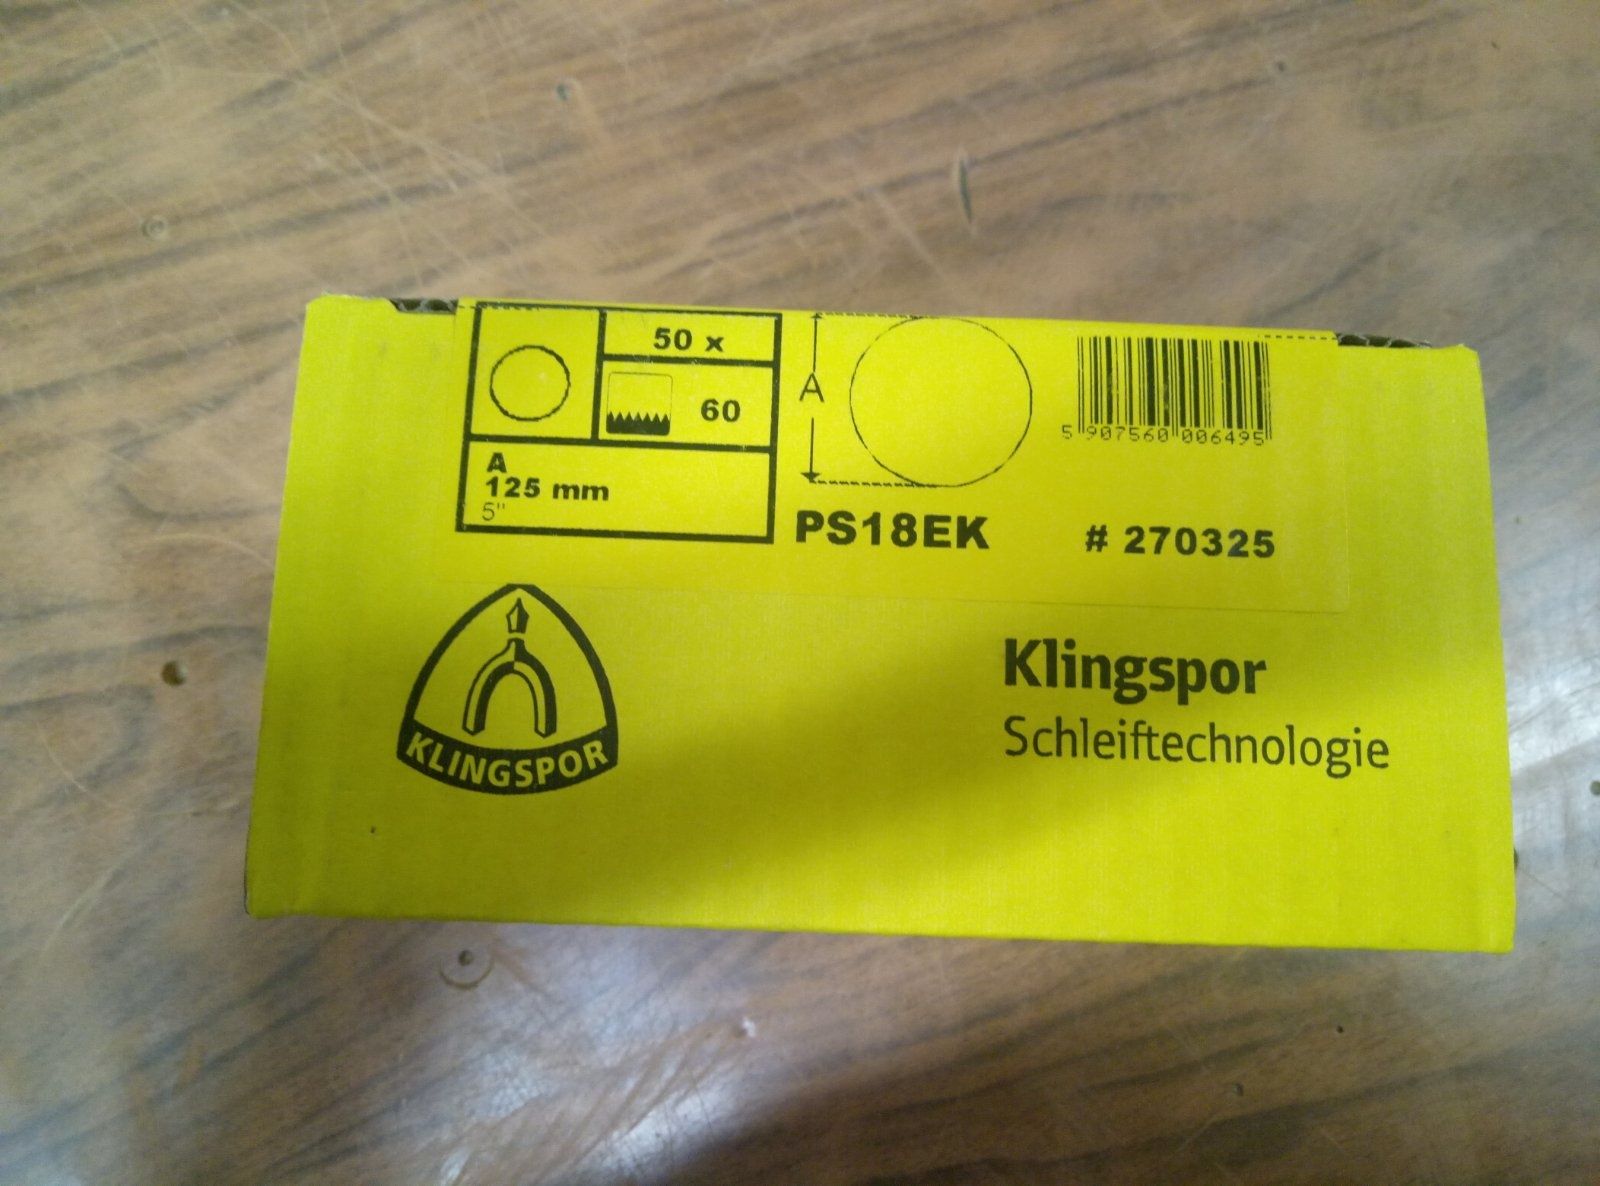 50 x
60
A
125 mm
5"
A
5 907560 006495
PS18EK
# 270325
KLINGSPOR
Klingspor
Schleiftechnologie